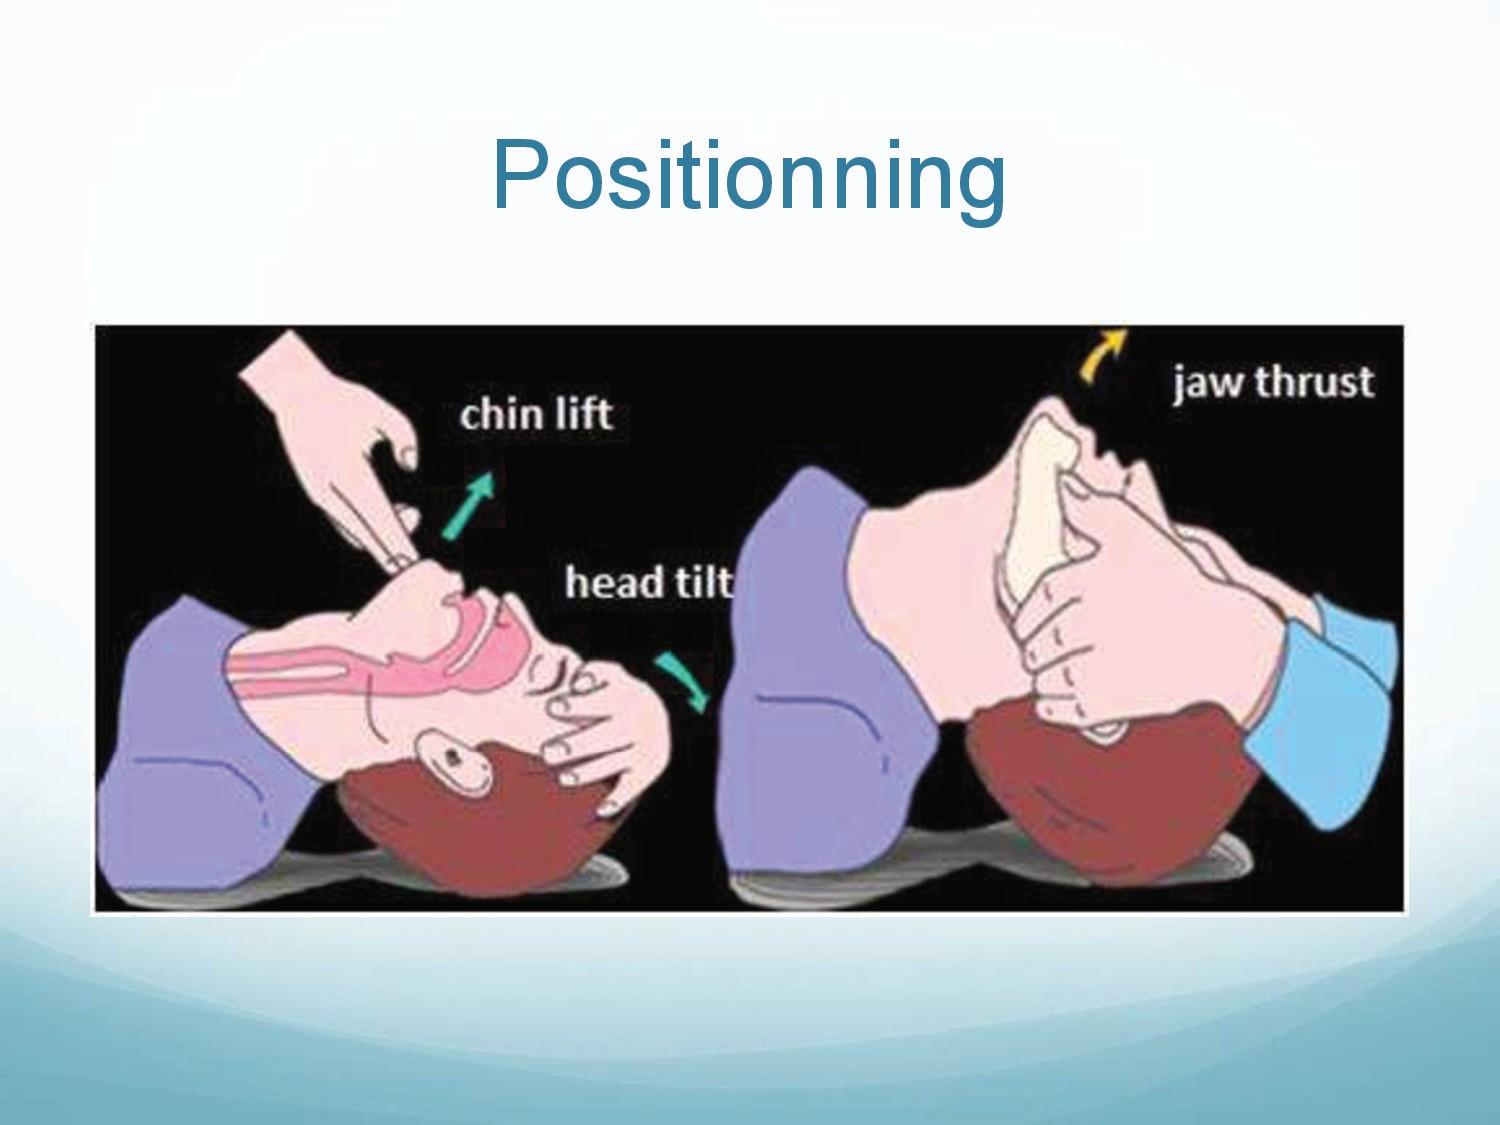 Positionning
chin lift
head tilt
jaw thrust